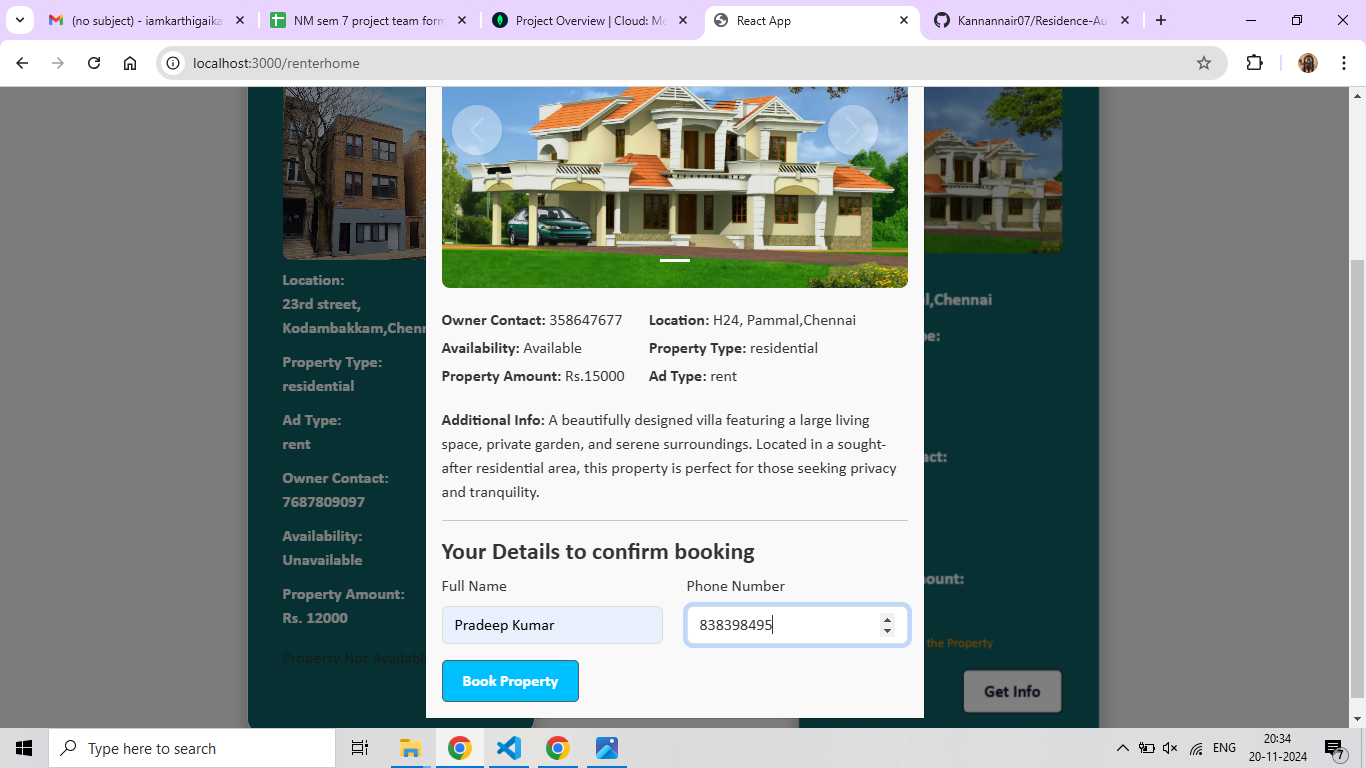 (no subject) - iamkarthigaika
NM sem 7 project team form
Project Overview | Cloud: Mo
React App
Kannannair07/Residence-Au
localhost:3000/renterhome
Location:
23rd street,
Kodambakkam,Chenn
Property Type:
residential
Ad Type:
rent
Owner Contact:
7687809097
Availability:
Unavailable
Property Amount:
Rs. 12000
Property Not Availabl
Owner Contact: 358647677 Location: H24, Pammal,Chennai
Availability: Available Property Type: residential
Property Amount: Rs.15000 Ad Type: rent
Additional Info: A beautifully designed villa featuring a large living
space, private garden, and serene surroundings. Located in a sought-
after residential area, this property is perfect for those seeking privacy
and tranquility.
Your Details to confirm booking
Full Name Phone Number
Pradeep Kumar 838398495
Book Property
l,Chennai
e:
act:
ount:
the Property
Get Info
Type here to search
ENG
20:34
20-11-2024
7